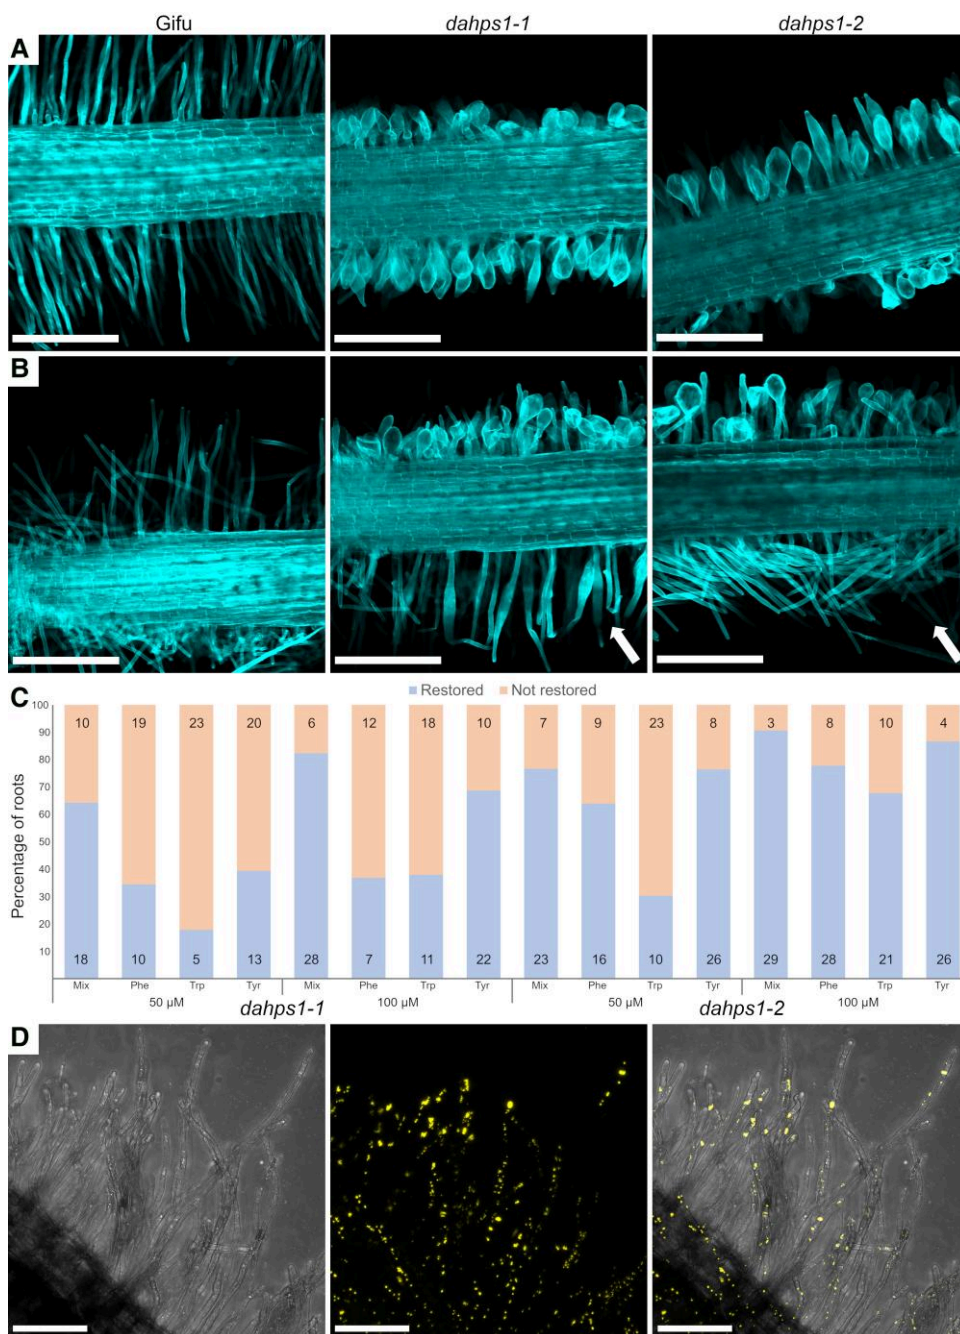 Gifu dahps1-1 dahps1-2
A
B
C
Restored Not restored
Percentage of roots
100
90
80
70
60
50
40
30
20
10
10 19 23 20 6 12 18 10 7 9 23 8 3 8 10 4
18 10 5 13 28 7 11 22 23 16 10 26 29 28 21 26
Mix Phe Trp Tyr Mix Phe Trp Tyr Mix Phe Trp Tyr Mix Phe Trp Tyr
50 µM 100 µM 50 µM 100 µM
dahps1-1 dahps1-2
D